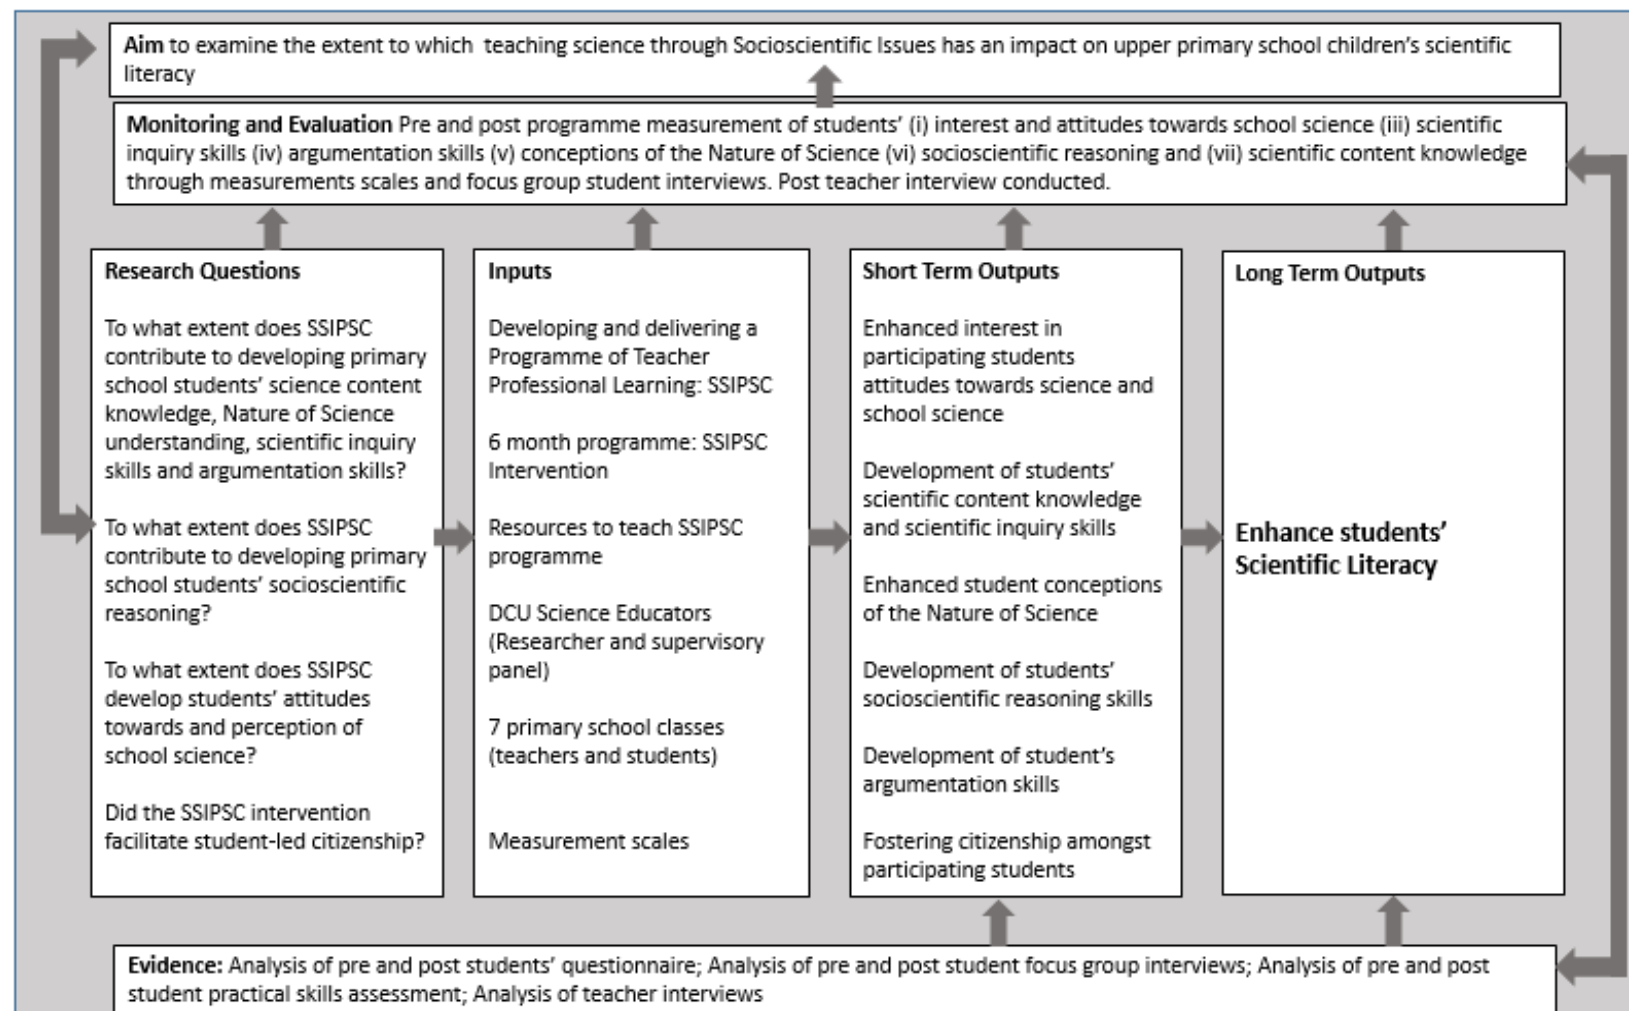 Aim to examine the extent to which teaching science through Socioscientific Issues has an impact on upper primary school children's scientific
literacy
Monitoring and Evaluation Pre and post programme measurement of students' (i) interest and attitudes towards school science (iii) scientific
inquiry skills (iv) argumentation skills (v) conceptions of the Nature of Science (vi) socioscientific reasoning and (vii) scientific content knowledge
through measurements scales and focus group student interviews. Post teacher interview conducted.
Research Questions
To what extent does SSIPSC
contribute to developing primary
school students' science content
knowledge, Nature of Science
understanding, scientific inquiry
skills and argumentation skills?
To what extent does SSIPSC
contribute to developing primary
school students' socioscientific
reasoning?
To what extent does SSIPSC
develop students' attitudes
towards and perception of
school science?
Did the SSIPSC intervention
facilitate student-led citizenship?
Inputs
Developing and delivering a
Programme of Teacher
Professional Learning: SSIPSC
6 month programme: SSIPSC
Intervention
Resources to teach SSIPSC
programme
DCU Science Educators
(Researcher and supervisory
panel)
7 primary school classes
(teachers and students)
Measurement scales
Short Term Outputs
Enhanced interest in
participating students
attitudes towards science and
school science
Development of students'
scientific content knowledge
and scientific inquiry skills
Enhanced student conceptions
of the Nature of Science
Development of students'
socioscientific reasoning skills
Development of student's
argumentation skills
Fostering citizenship amongst
participating students
Long Term Outputs
Enhance students'
Scientific Literacy
Evidence: Analysis of pre and post students' questionnaire; Analysis of pre and post student focus group interviews; Analysis of pre and post
student practical skills assessment; Analysis of teacher interviews